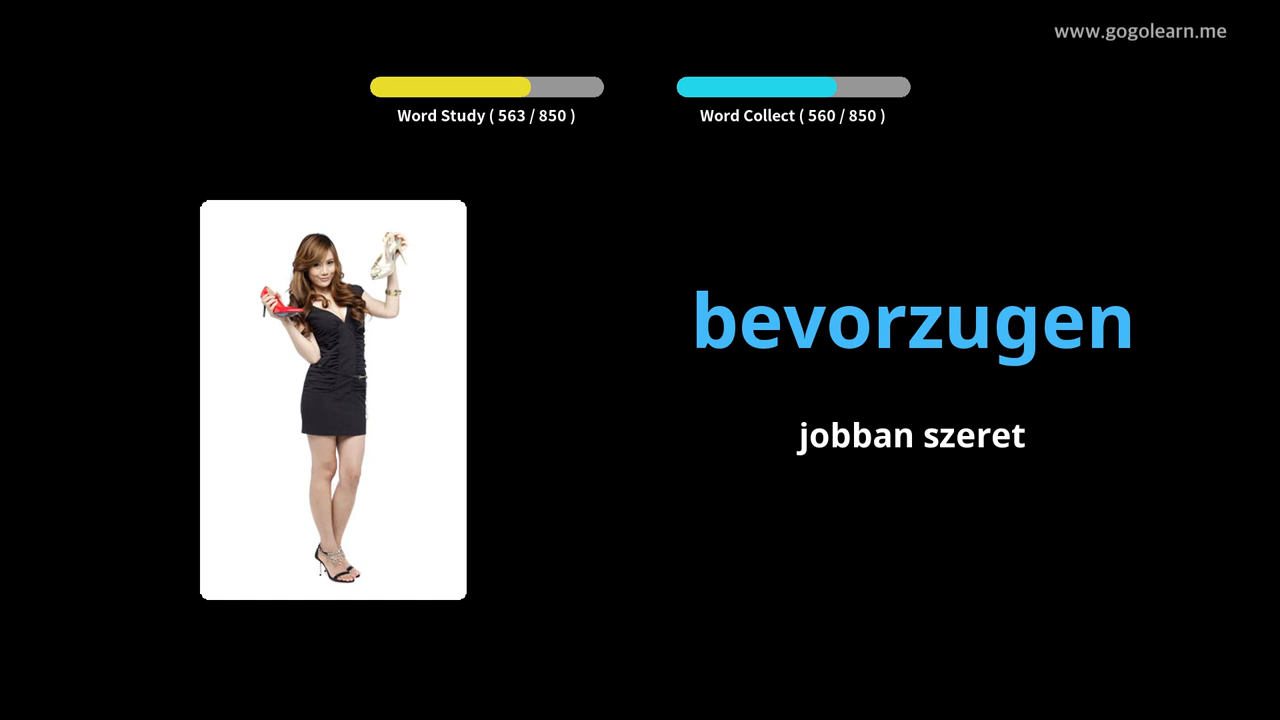 www.gogolearn.me
Word Study ( 563 / 850 )
Word Collect ( 560 / 850 )
bevorzugen
jobban szeret